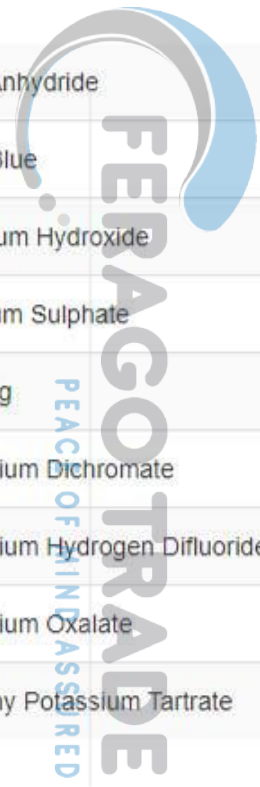 Anhydride
Blue
um Hydroxide
um Sulphate
g
ium Dichromate
ium Hydrogen Difluoride
ium Oxalate
ny Potassium Tartrate
FERAGO TRADE
PEACE OF MIND ASSURED